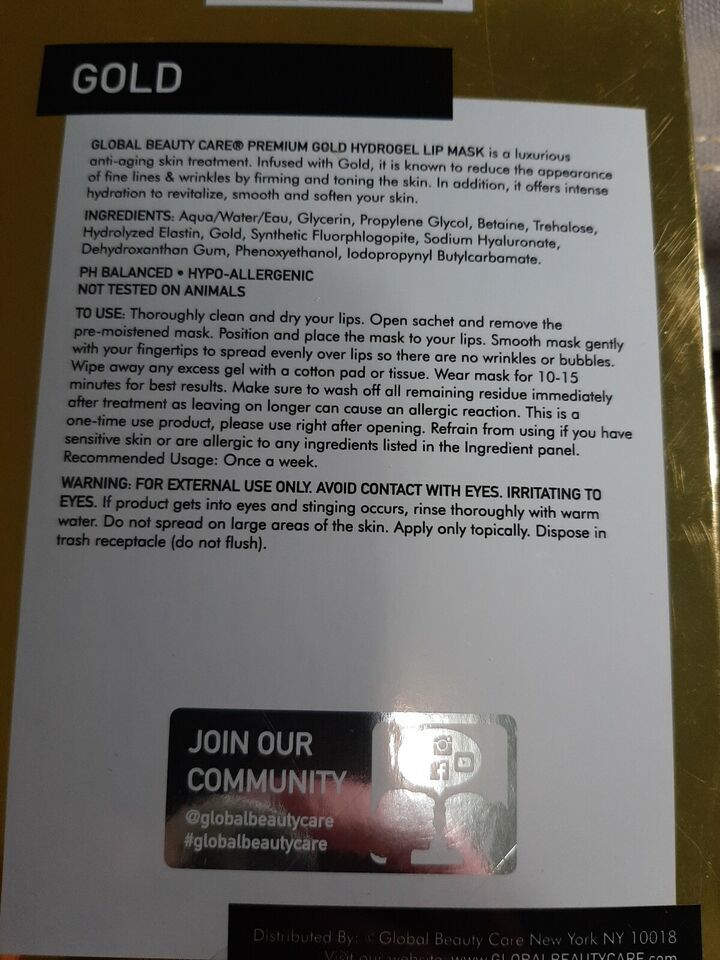 GOLD
GLOBAL BEAUTY CARE® PREMIUM GOLD HYDROGEL LIP MASK is a luxurious
anti-aging skin treatment. Infused with Gold, it is known to reduce the appearance
of fine lines & wrinkles by firming and toning the skin. In addition, it offers intense
hydration to revitalize, smooth and soften your skin.
INGREDIENTS: Aqua/Water/Eau, Glycerin, Propylene Glycol, Betaine, Trehalose,
Hydrolyzed Elastin, Gold, Synthetic Fluorphlogopite, Sodium Hyaluronate,
Dehydroxanthan Gum, Phenoxyethanol, Iodopropynyl Butylcarbamate.
PH BALANCED • HYPO-ALLERGENIC
NOT TESTED ON ANIMALS
TO USE: Thoroughly clean and dry your lips. Open sachet and remove the
pre-moistened mask. Position and place the mask to your lips. Smooth mask gently
with your fingertips to spread evenly over lips so there are no wrinkles or bubbles.
Wipe away any excess gel with a cotton pad or tissue. Wear mask for 10-15
minutes for best results. Make sure to wash off all remaining residue immediately
after treatment as leaving on longer can cause an allergic reaction. This is a
one-time use product, please use right after opening. Refrain from using if you have
sensitive skin or are allergic to any ingredients listed in the Ingredient panel.
Recommended Usage: Once a week.
WARNING: FOR EXTERNAL USE ONLY. AVOID CONTACT WITH EYES. IRRITATING TO
EYES. If product gets into eyes and stinging occurs, rinse thoroughly with warm
water. Do not spread on large areas of the skin. Apply only topically. Dispose in
trash receptacle (do not flush).
JOIN OUR
COMMUNITY
@globalbeautycare
#globalbeautycare
Distributed By: Global Beauty Care New York NY 10018
Visit our website: www.GLOBALBEAUTYCARE.com